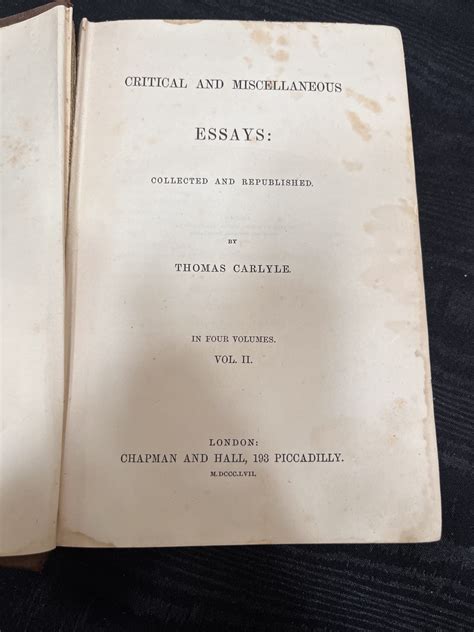 CRITICAL AND MISCELLANEOUS
ESSAYS:
COLLECTED AND REPUBLISHED.
BY
THOMAS CARLYLE.
IN FOUR VOLUMES.
VOL. II.
LONDON:
CHAPMAN AND HALL, 193 PICCADILLY.
M.DCCC.LVII.